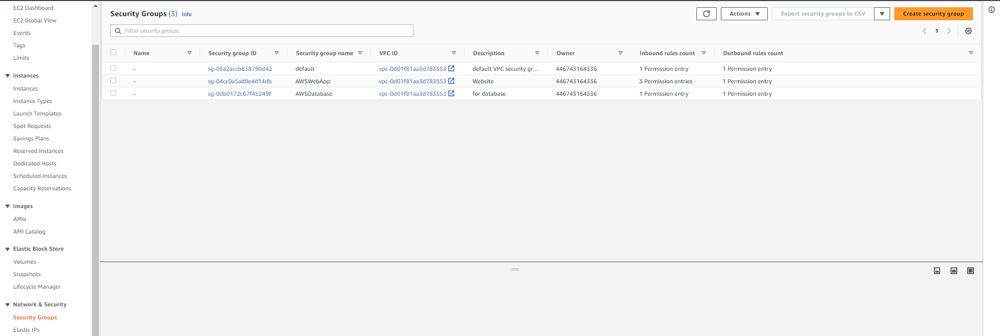 EC2 Dashboard
EC2 Global View
Events
Tags
Limits
Instances
Instances
Instance Types
Launch Templates
Spot Requests
Savings Plans
Reserved Instances
Dedicated Hosts
Scheduled Instances
Capacity Reservations
Images
AMIs
AMI Catalog
Elastic Block Store
Volumes
Snapshots
Lifecycle Manager
Network & Security
Security Groups
Elastic IPs
Security Groups (3) Info
Actions Export security groups to CSV Create security group
Filter security groups
1
Name Security group ID Security group name VPC ID Description Owner Inbound rules count Outbound rules count
– sg-03a2accb838790d42 default vpc-0d01f81aa3d783553 default VPC security gr... 446743164336 1 Permission entry 1 Permission entry
– sg-04cc0a5ad0e4d14db AWSWebApp vpc-0d01f81aa3d783553 Website 446743164336 3 Permission entries 1 Permission entry
– sg-0db0172c67f45249f AWSDatabase vpc-0d01f81aa3d783553 for database 446743164336 1 Permission entry 1 Permission entry